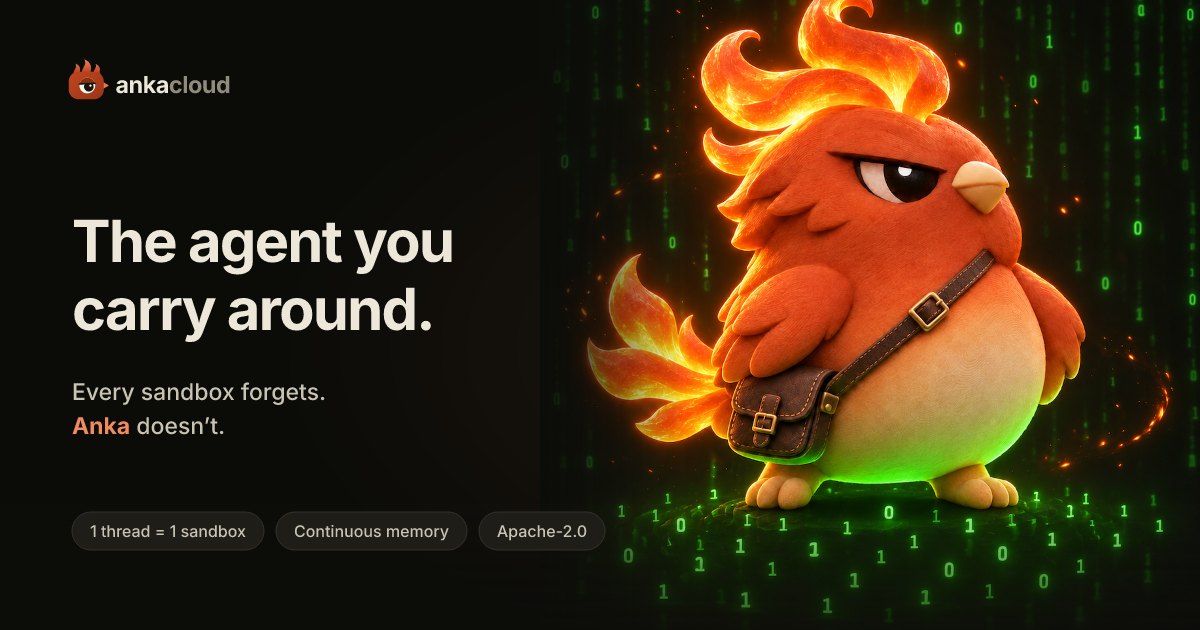 ankacloud
The agent you
carry around.
Every sandbox forgets.
Anka doesn’t.
1 thread = 1 sandbox
Continuous memory
Apache-2.0